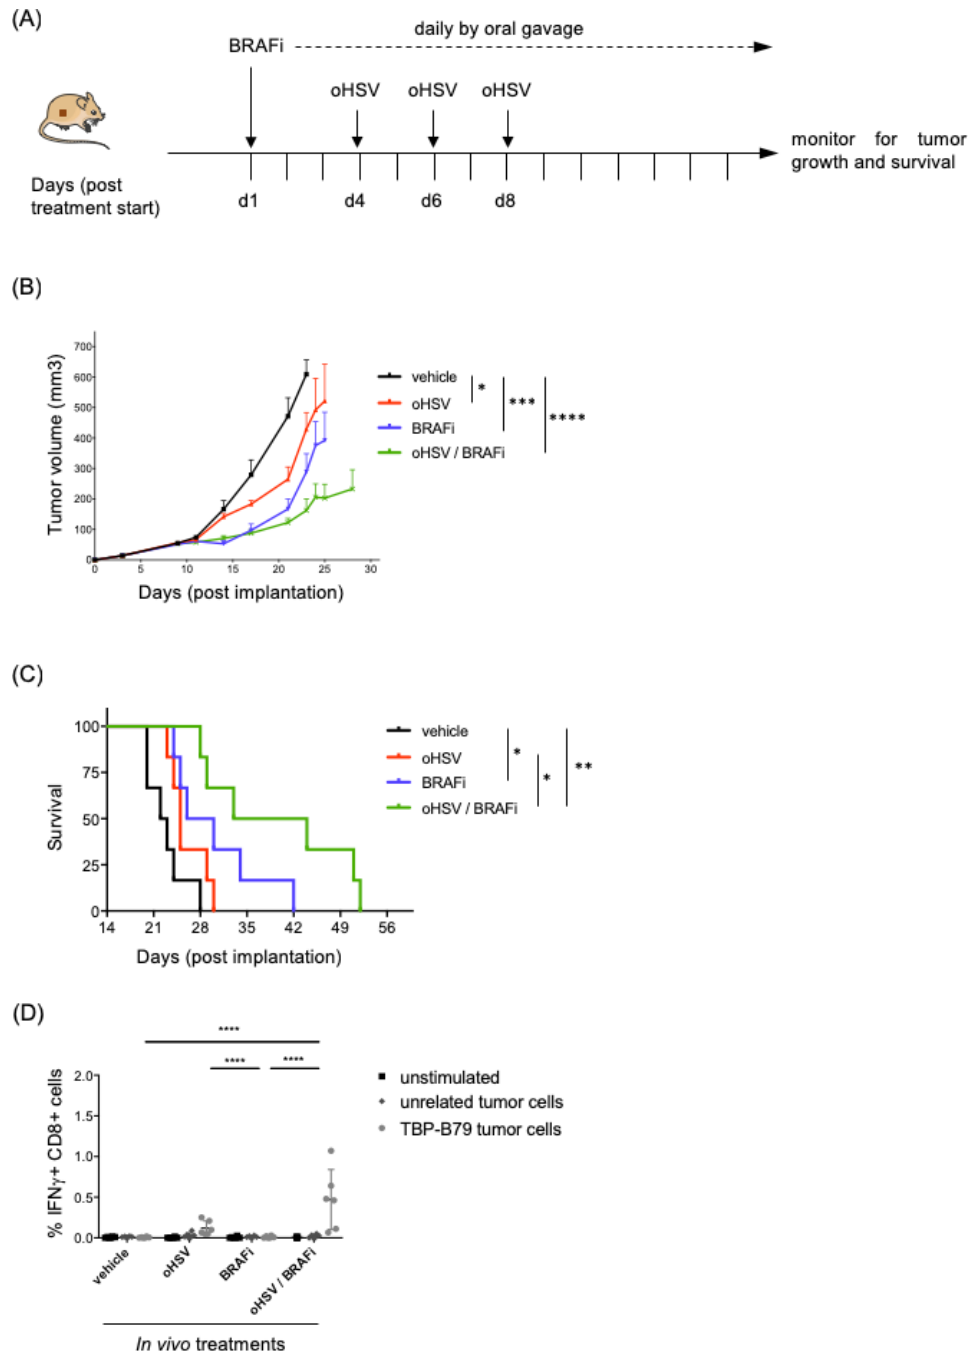 (A)
daily by oral gavage
BRAFi
oHSV oHSV oHSV
monitor for tumor
growth and survival
Days (post
treatment start)
d1 d4 d6 d8
(B)
Tumor volume (mm3)
700
600
500
400
300
200
100
0
0 5 10 15 20 25 30
Days (post implantation)
vehicle
oHSV
BRAFi
oHSV / BRAFi
*
***
****
(C)
Survival
100
75
50
25
0
14 21 28 35 42 49 56
Days (post implantation)
vehicle
oHSV
BRAFi
oHSV / BRAFi
*
*
**
(D)
****
**** ****
% IFNγ+ CD8+ cells
2.0
1.5
1.0
0.5
0.0
unstimulated
unrelated tumor cells
TBP-B79 tumor cells
vehicle
oHSV
BRAFi
oHSV / BRAFi
In vivo treatments